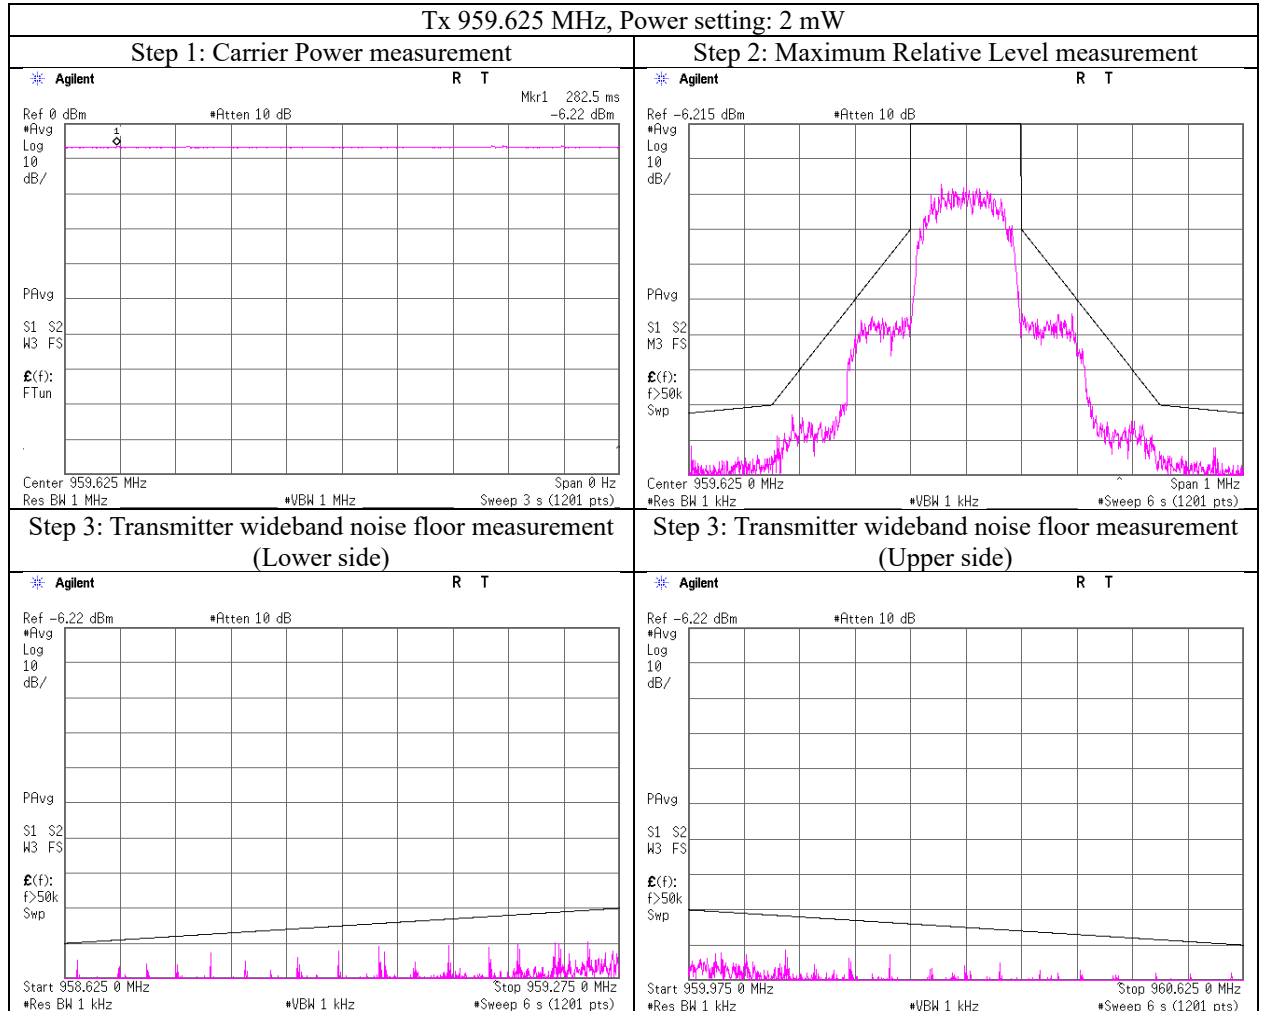 Tx 959.625 MHz, Power setting: 2 mW
Step 1: Carrier Power measurement
Agilent
R T
Mkr1 282.5 ms
Ref 0 dBm
#Atten 10 dB
-6.22 dBm
#Avg
1
Log
10
dB/
PAvg
S1 S2
W3 FS
£(f):
FTun
Center 959.625 MHz
Span 0 Hz
Res BW 1 MHz
#VBW 1 MHz
Sweep 3 s (1201 pts)
Step 2: Maximum Relative Level measurement
Agilent
R T
Ref -6.215 dBm
#Atten 10 dB
#Avg
Log
10
dB/
PAvg
S1 S2
M3 FS
£(f):
f>50k
Swp
Center 959.625 0 MHz
Span 1 MHz
#Res BW 1 kHz
#VBW 1 kHz
#Sweep 6 s (1201 pts)
Step 3: Transmitter wideband noise floor measurement
(Lower side)
Agilent
R T
Ref -6.22 dBm
#Atten 10 dB
#Avg
Log
10
dB/
PAvg
S1 S2
W3 FS
£(f):
f>50k
Swp
Start 958.625 0 MHz
Stop 959.275 0 MHz
#Res BW 1 kHz
#VBW 1 kHz
#Sweep 6 s (1201 pts)
Step 3: Transmitter wideband noise floor measurement
(Upper side)
Agilent
R T
Ref -6.22 dBm
#Atten 10 dB
#Avg
Log
10
dB/
PAvg
S1 S2
W3 FS
£(f):
f>50k
Swp
Start 959.975 0 MHz
Stop 960.625 0 MHz
#Res BW 1 kHz
#VBW 1 kHz
#Sweep 6 s (1201 pts)